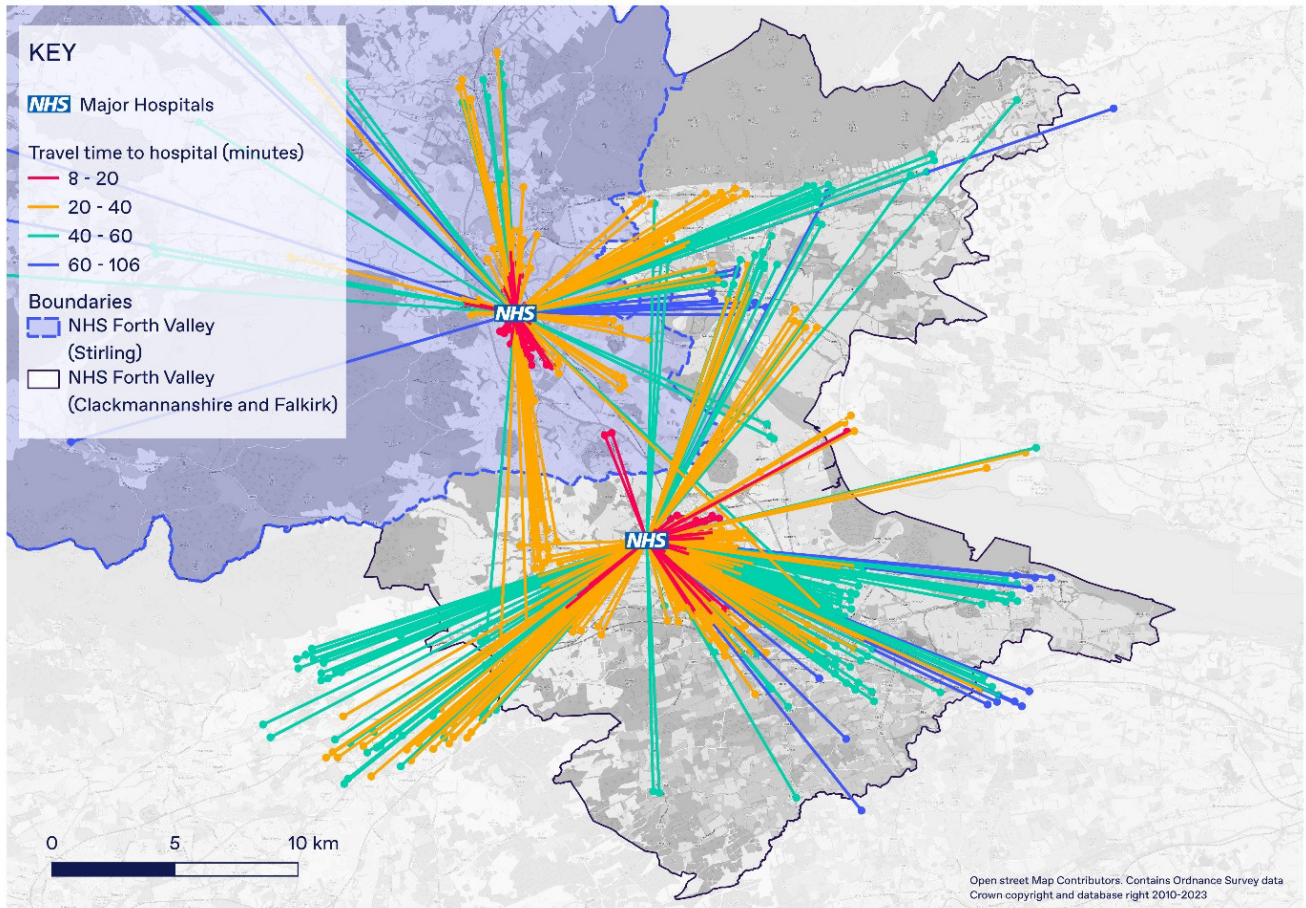 KEY
NHS Major Hospitals
Travel time to hospital (minutes)
8 - 20
20 - 40
40 - 60
60 - 106
Boundaries
NHS Forth Valley
(Stirling)
NHS Forth Valley
(Clackmannanshire and Falkirk)
NHS
NHS
0 5 10 km
Open street Map Contributors. Contains Ordnance Survey data
Crown copyright and database right 2010-2023